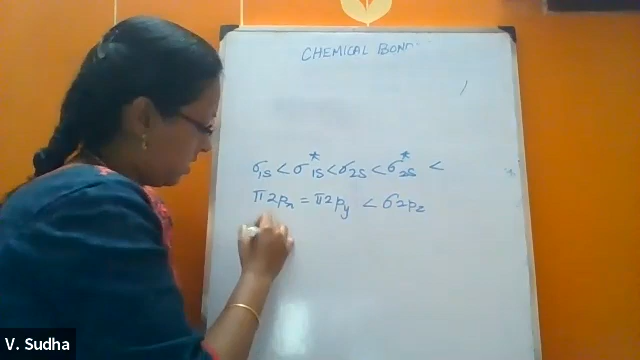 CHEMICAL BOND
σ1s < σ*1s < σ2s < σ*2s <
π2px = π2py < σ2pz
V. Sudha